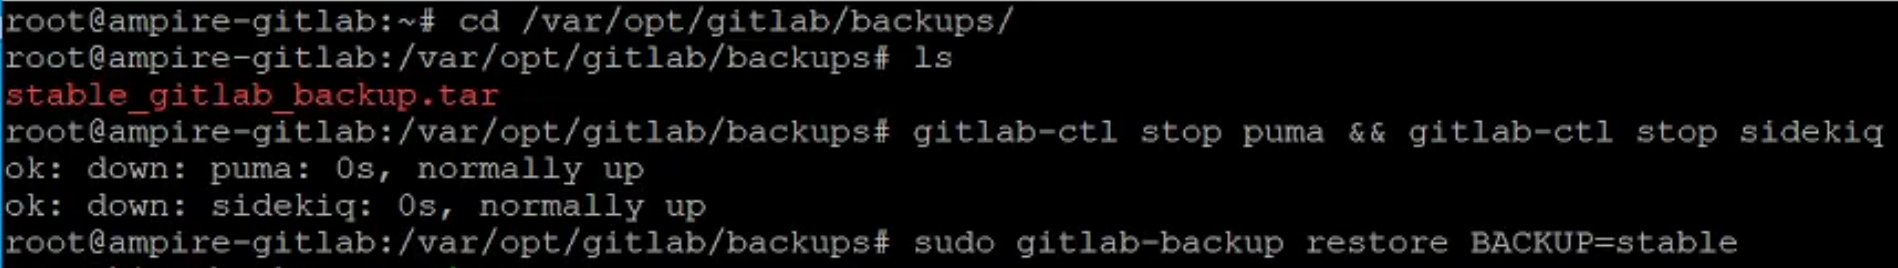 root@ampire-gitlab:~# cd /var/opt/gitlab/backups/
root@ampire-gitlab:/var/opt/gitlab/backups# ls
stable_gitlab_backup.tar
root@ampire-gitlab:/var/opt/gitlab/backups# gitlab-ctl stop puma && gitlab-ctl stop sidekiq
ok: down: puma: 0s, normally up
ok: down: sidekiq: 0s, normally up
root@ampire-gitlab:/var/opt/gitlab/backups# sudo gitlab-backup restore BACKUP=stable